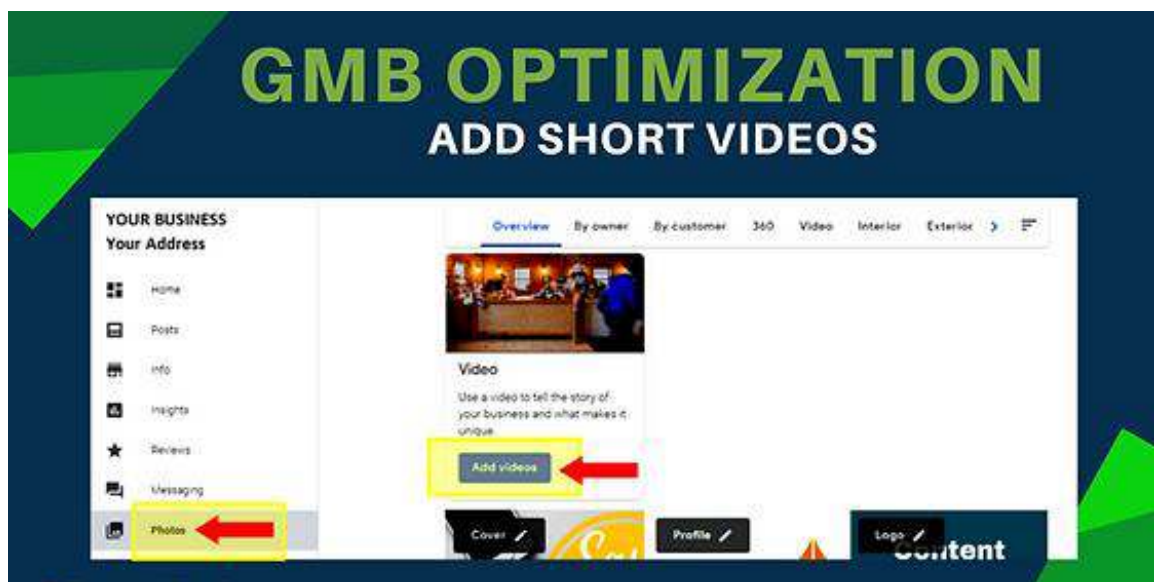 GMB OPTIMIZATION
ADD SHORT VIDEOS
YOUR BUSINESS
Your Address
Overview By owner By customer 360 Video Interior Exterior
Home
Posts
Info
Insights
Reviews
Messaging
Photos
Video
Use a video to tell the story of
your business and what makes it
unique.
Add videos
Cover
Profile
Logo
Content